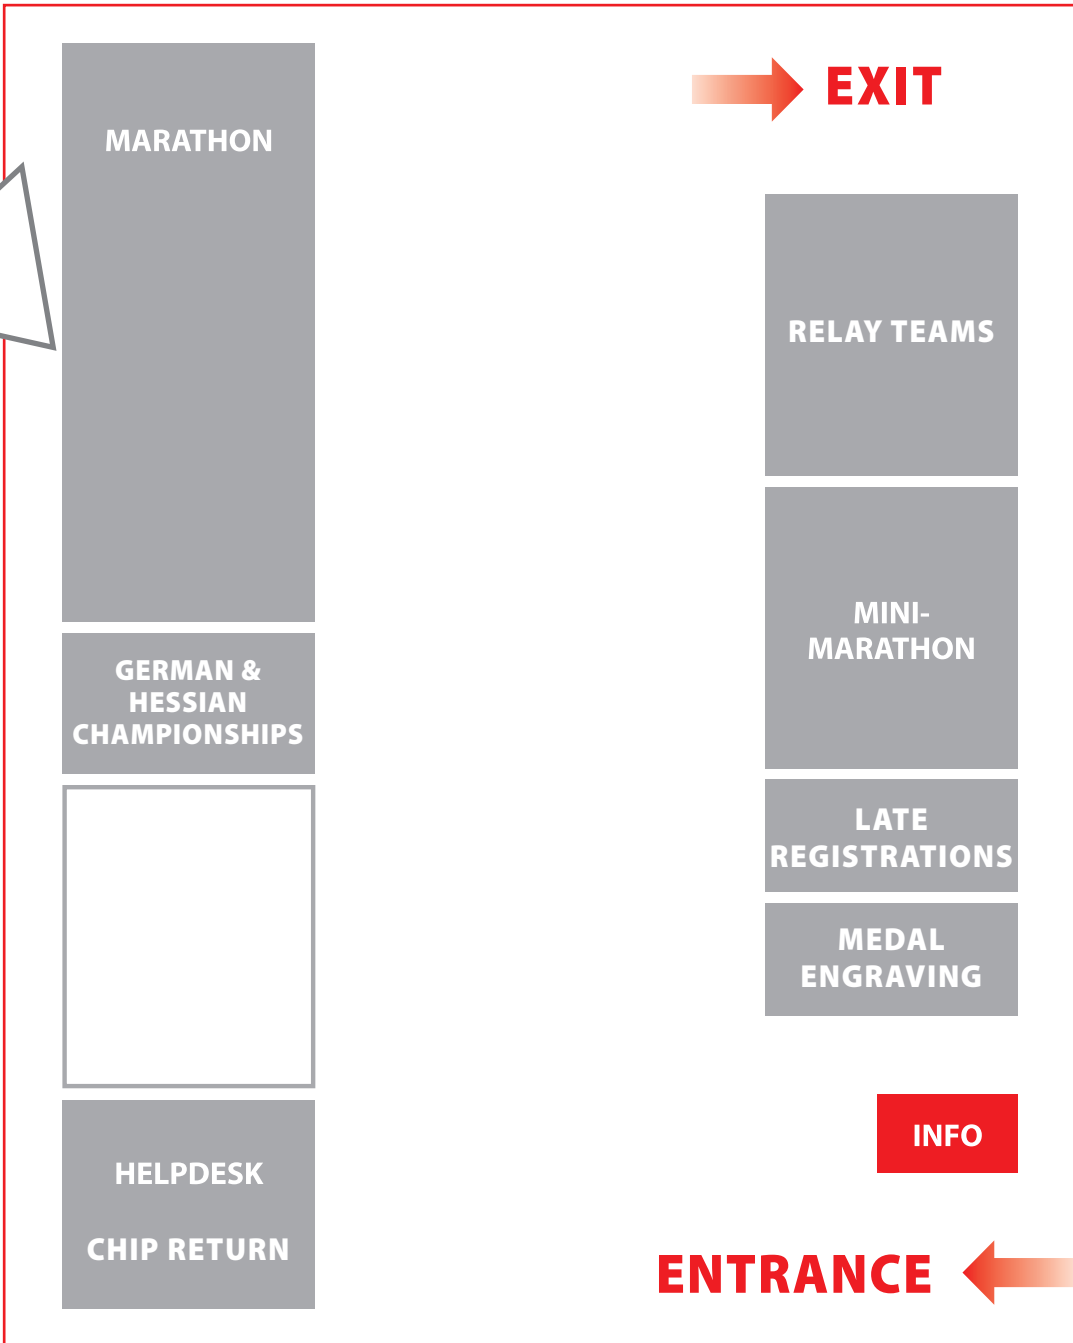 MARATHON
GERMAN &
HESSIAN
CHAMPIONSHIPS
HELPDESK
CHIP RETURN
EXIT
RELAY TEAMS
MINI-
MARATHON
LATE
REGISTRATIONS
MEDAL
ENGRAVING
INFO
ENTRANCE